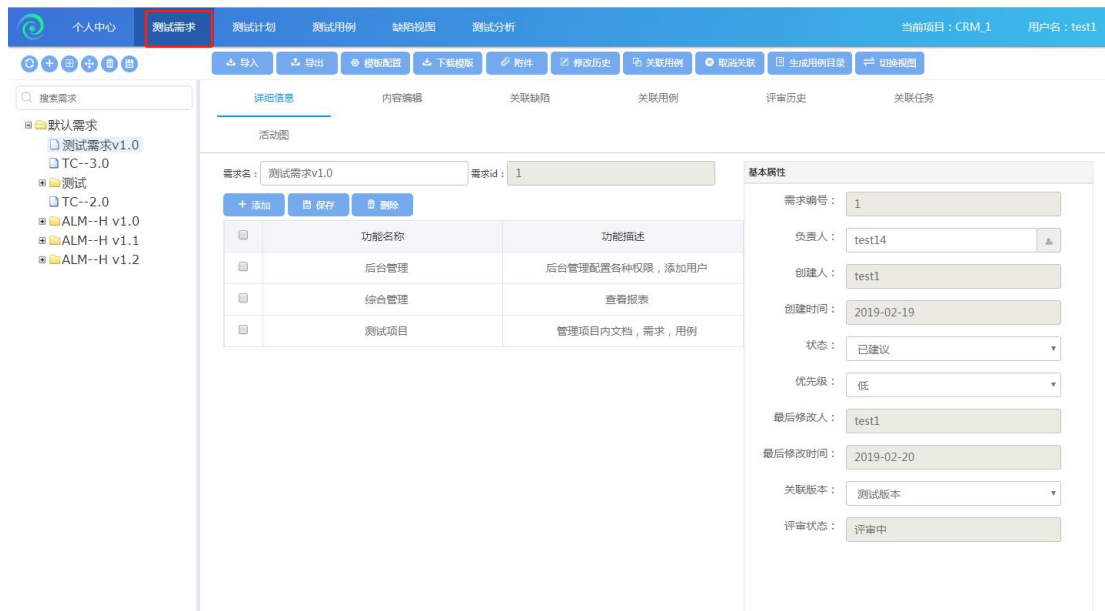 个人中心 测试需求 测试计划 测试用例 缺陷视图 测试分析 当前项目：CRM_1 用户名：test1
导入 导出 模板配置 下载模版 附件 修改历史 关联用例 取消关联 生成用例目录 切换视图
搜索需求
默认需求
测试需求v1.0
TC--3.0
测试
TC--2.0
ALM--H v1.0
ALM--H v1.1
ALM--H v1.2
详细信息 内容编辑 关联缺陷 关联用例 评审历史 关联任务
活动图
需求名： 测试需求v1.0 需求id： 1
添加 保存 删除
功能名称 功能描述
后台管理 后台管理配置各种权限，添加用户
综合管理 查看报表
测试项目 管理项目内文档，需求，用例
基本属性
需求编号： 1
负责人： test14
创建人： test1
创建时间： 2019-02-19
状态： 已建议
优先级： 低
最后修改人： test1
最后修改时间： 2019-02-20
关联版本： 测试版本
评审状态： 评审中